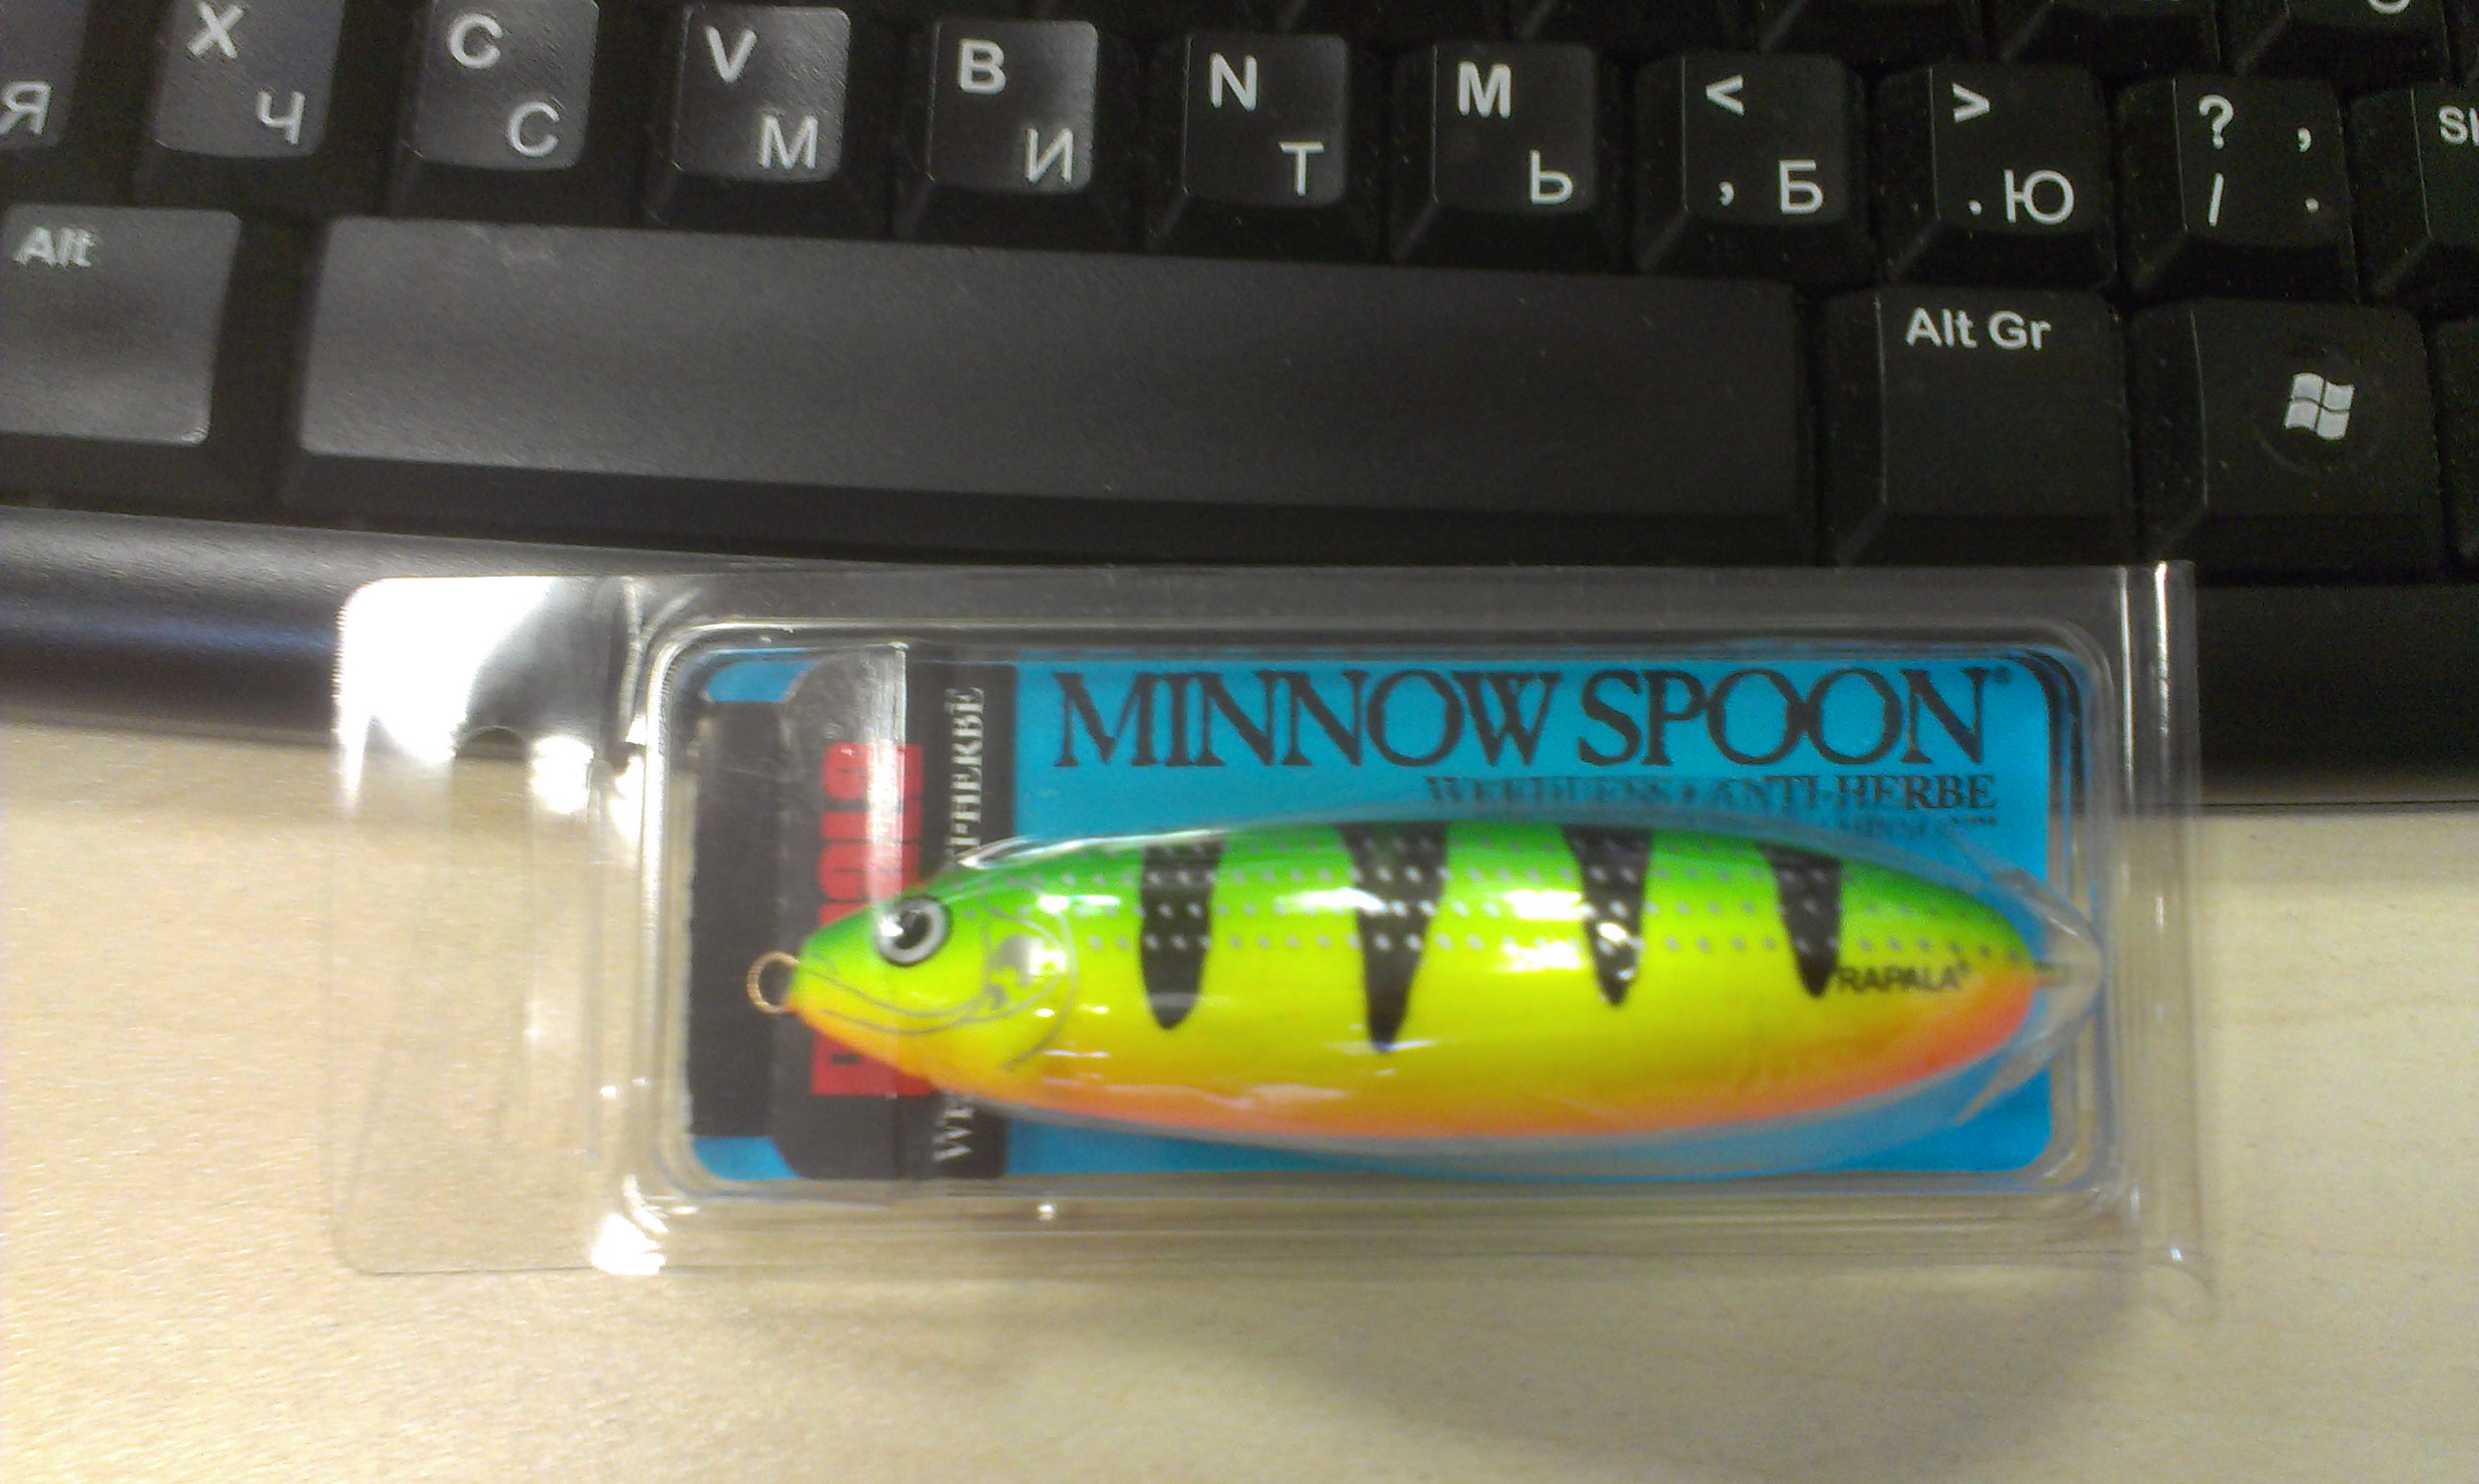 X C V B N M < > ? ,
Я Ч С М И Т Ь , Б . Ю / .
Alt
Alt Gr
MINNOW SPOON®
WEEDLESS • ANTI-HERBE
RAPALA®